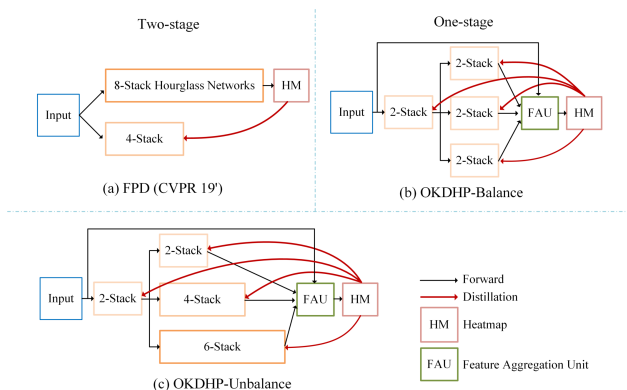 Two-stage
One-stage
8-Stack Hourglass Networks
HM
Input
4-Stack
(a) FPD (CVPR 19')
2-Stack
Input
2-Stack
2-Stack
FAU
HM
2-Stack
(b) OKDHP-Balance
2-Stack
Input
2-Stack
4-Stack
FAU
HM
6-Stack
(c) OKDHP-Unbalance
Forward
Distillation
HM Heatmap
FAU Feature Aggregation Unit